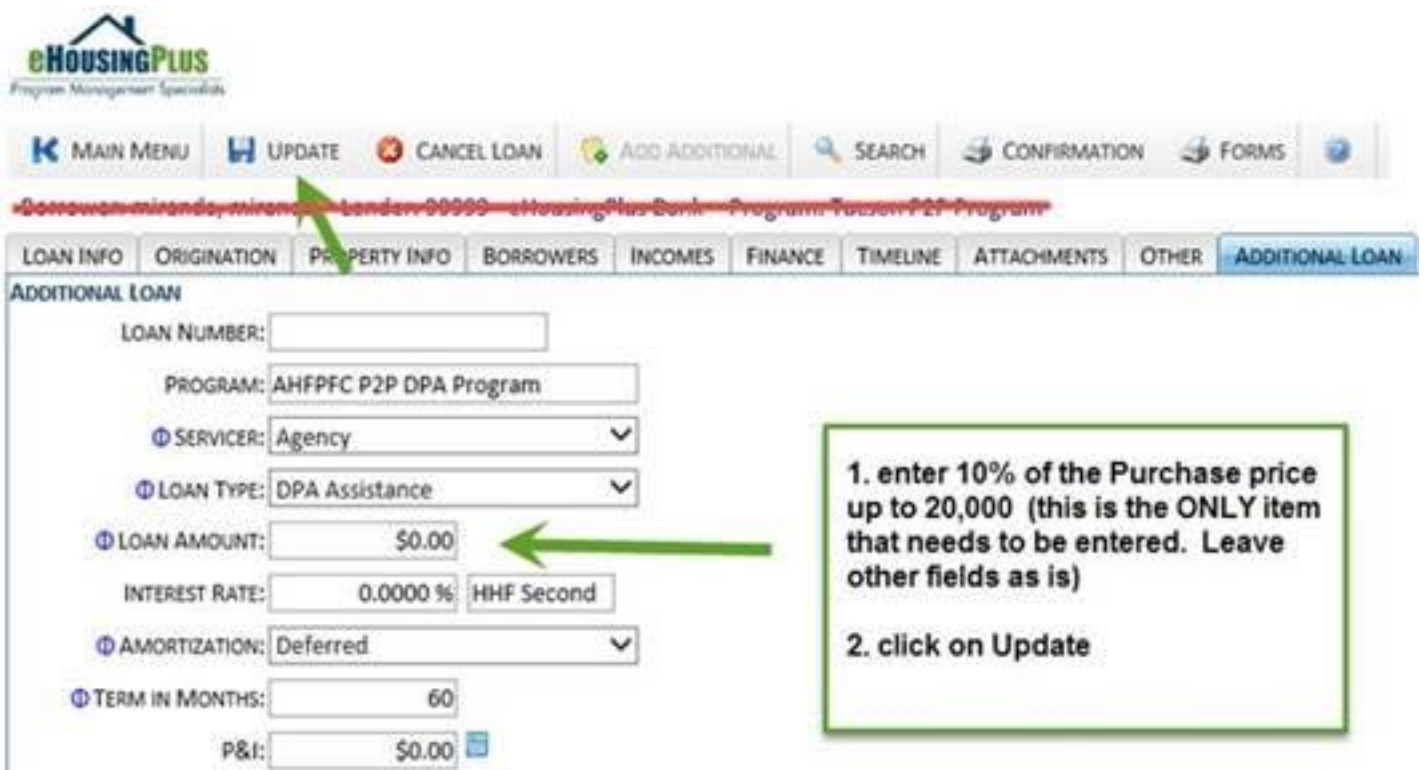 eHOUSINGPLUS
Program Management Specialists
MAIN MENU UPDATE CANCEL LOAN ADD ADDITIONAL SEARCH CONFIRMATION FORMS
LOAN INFO ORIGINATION PROPERTY INFO BORROWERS INCOMES FINANCE TIMELINE ATTACHMENTS OTHER ADDITIONAL LOAN
ADDITIONAL LOAN
LOAN NUMBER:
PROGRAM: AHFPFC P2P DPA Program
SERVICER: Agency
LOAN TYPE: DPA Assistance
LOAN AMOUNT: $0.00
INTEREST RATE: 0.0000 % HHF Second
AMORTIZATION: Deferred
TERM IN MONTHS: 60
P&I: $0.00
1. enter 10% of the Purchase price
up to 20,000 (this is the ONLY item
that needs to be entered. Leave
other fields as is)
2. click on Update